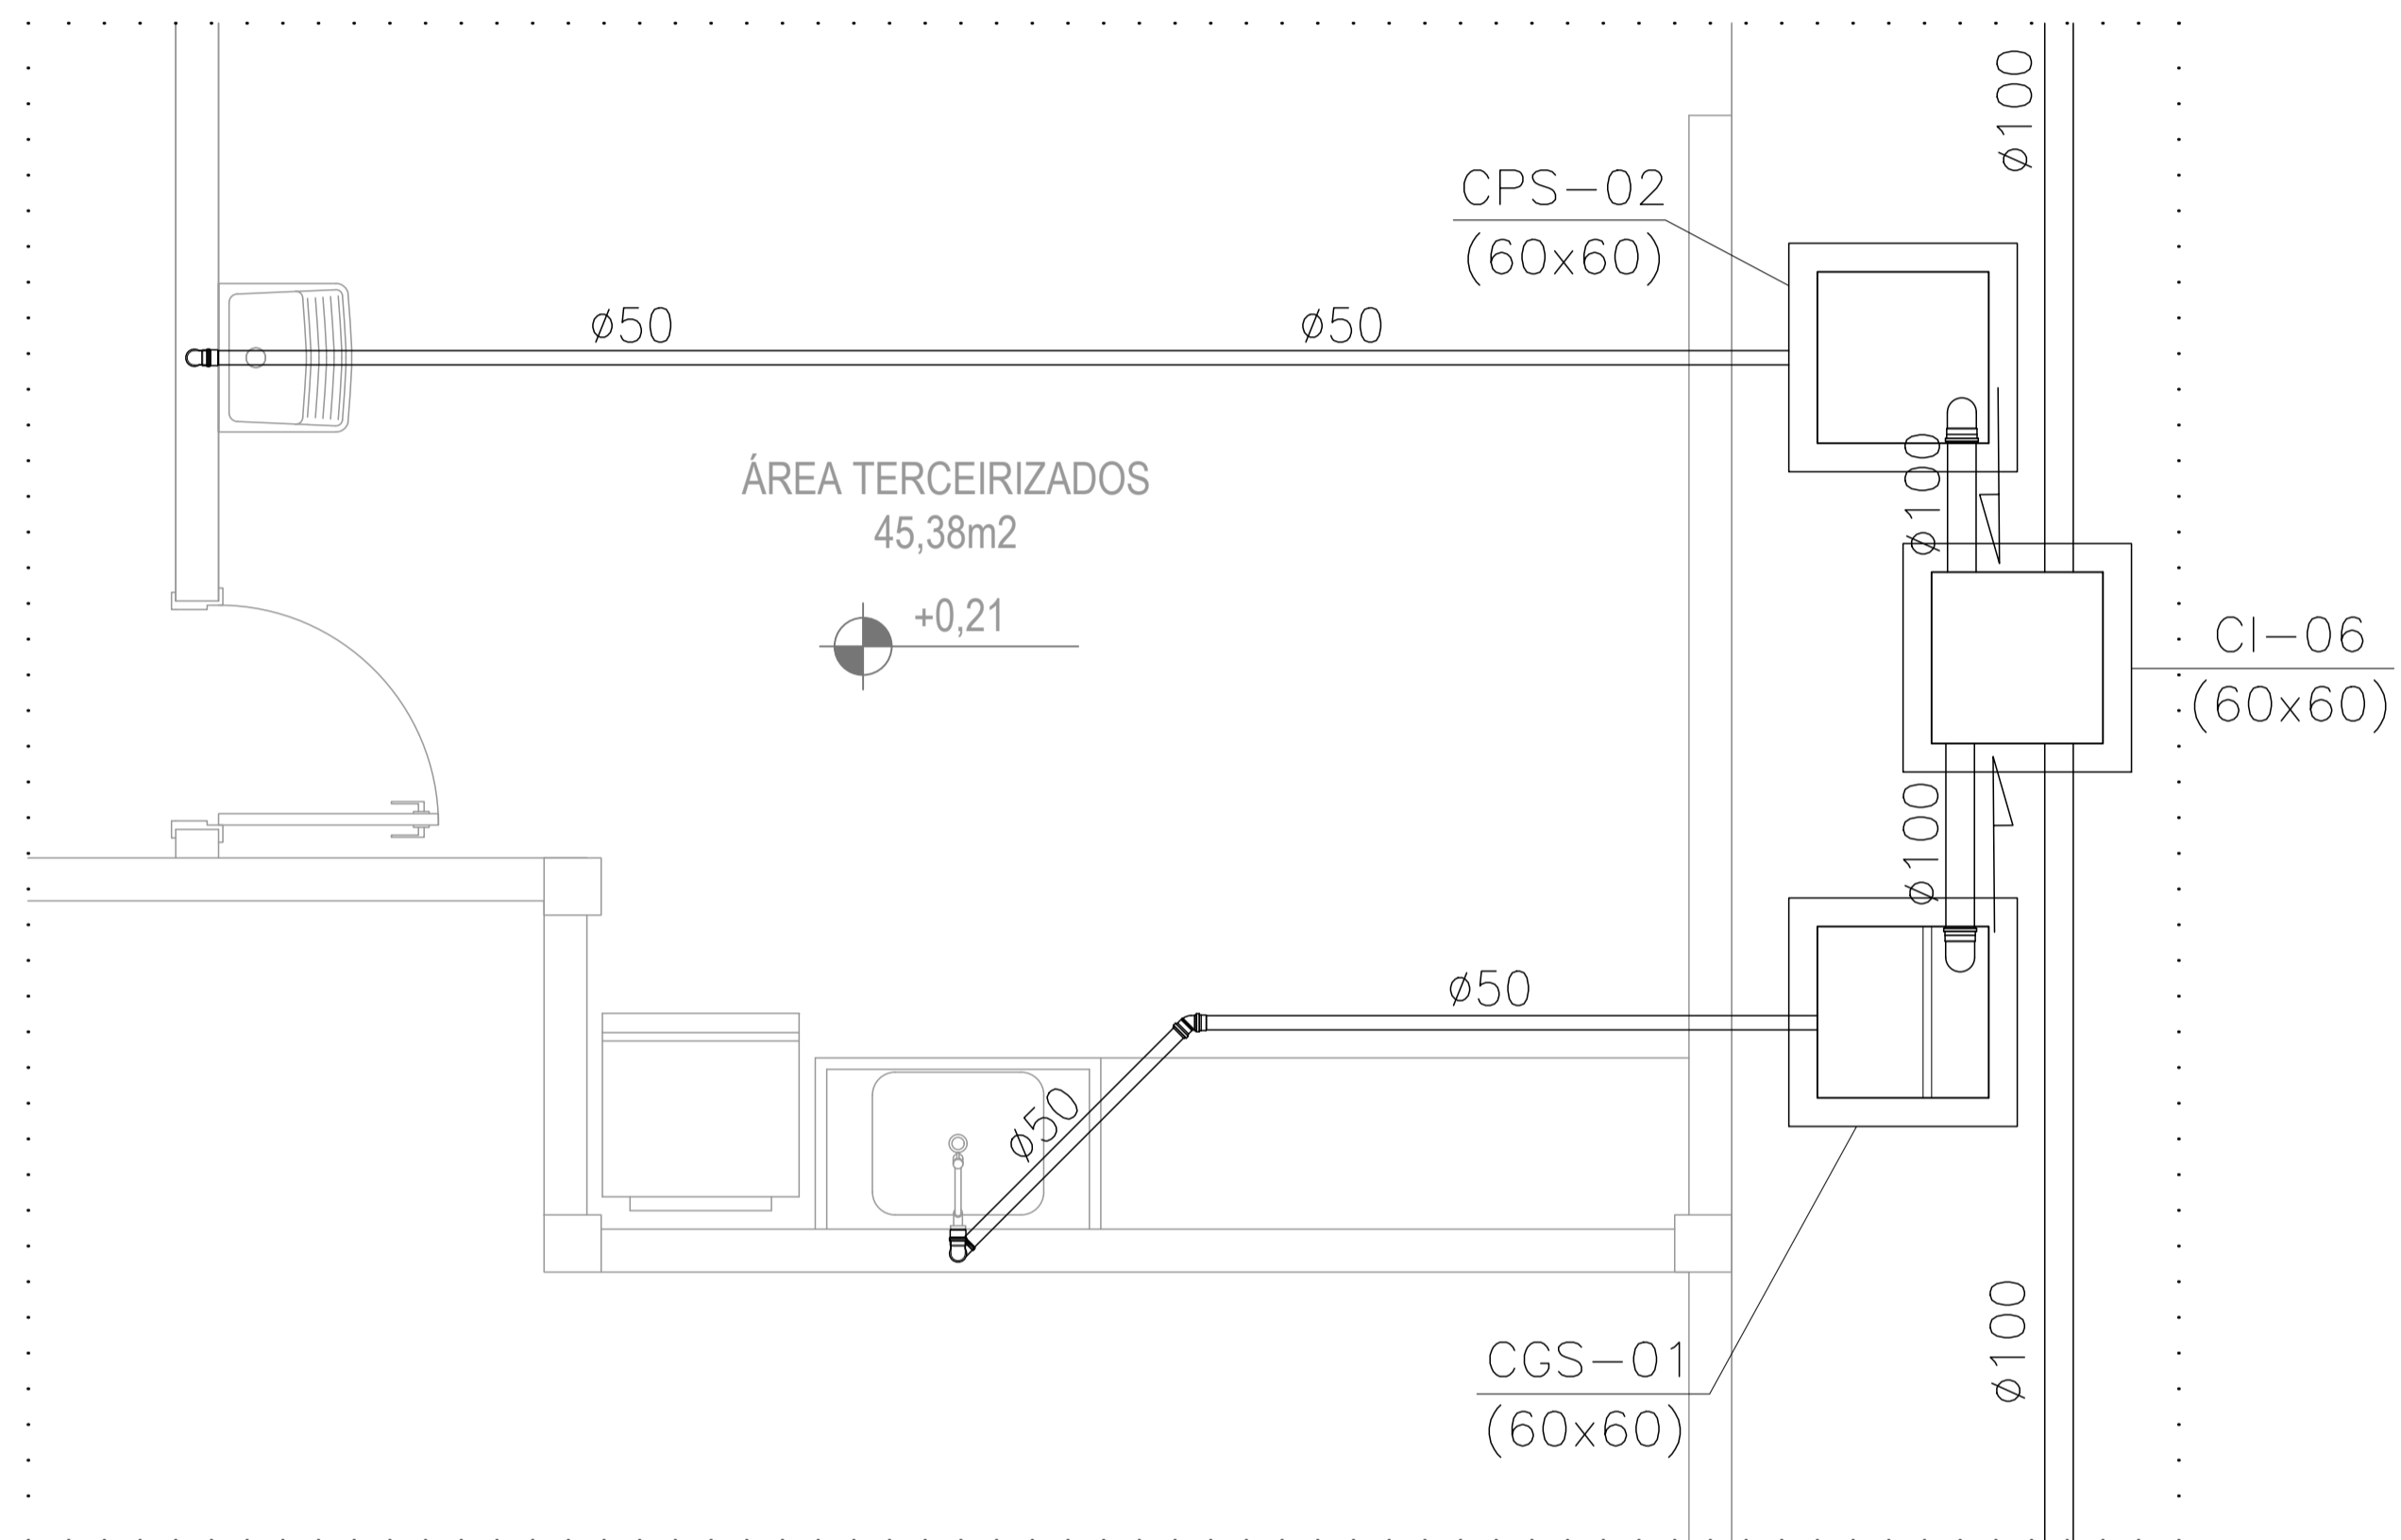 ø100
CPS-02
(60x60)
ø50
ø50
ÁREA TERCEIRIZADOS
45,38m2
+0,21
ø100
CI-06
(60x60)
ø100
ø50
ø50
ø100
CGS-01
(60x60)